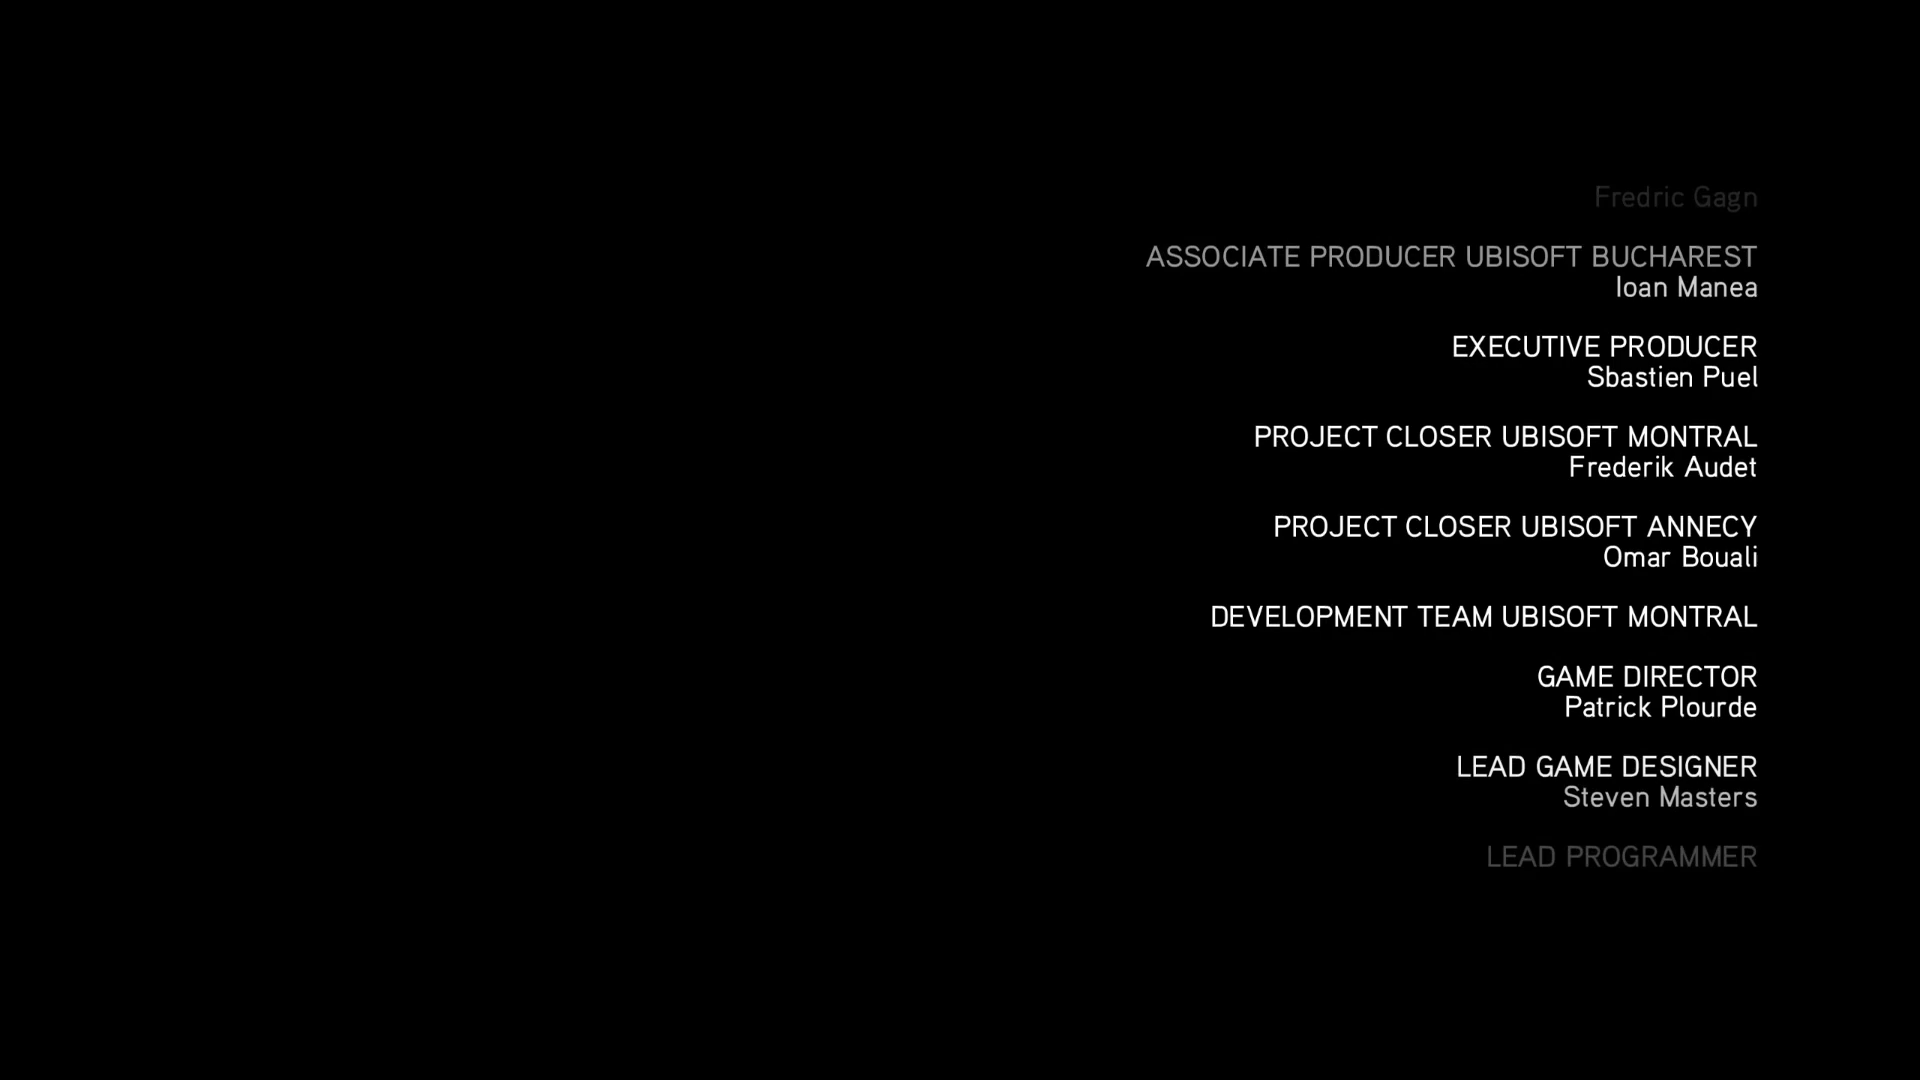 Fredric Gagn
ASSOCIATE PRODUCER UBISOFT BUCHAREST
Ioan Manea
EXECUTIVE PRODUCER
Sbastien Puel
PROJECT CLOSER UBISOFT MONTRAL
Frederik Audet
PROJECT CLOSER UBISOFT ANNECY
Omar Bouali
DEVELOPMENT TEAM UBISOFT MONTRAL
GAME DIRECTOR
Patrick Plourde
LEAD GAME DESIGNER
Steven Masters
LEAD PROGRAMMER